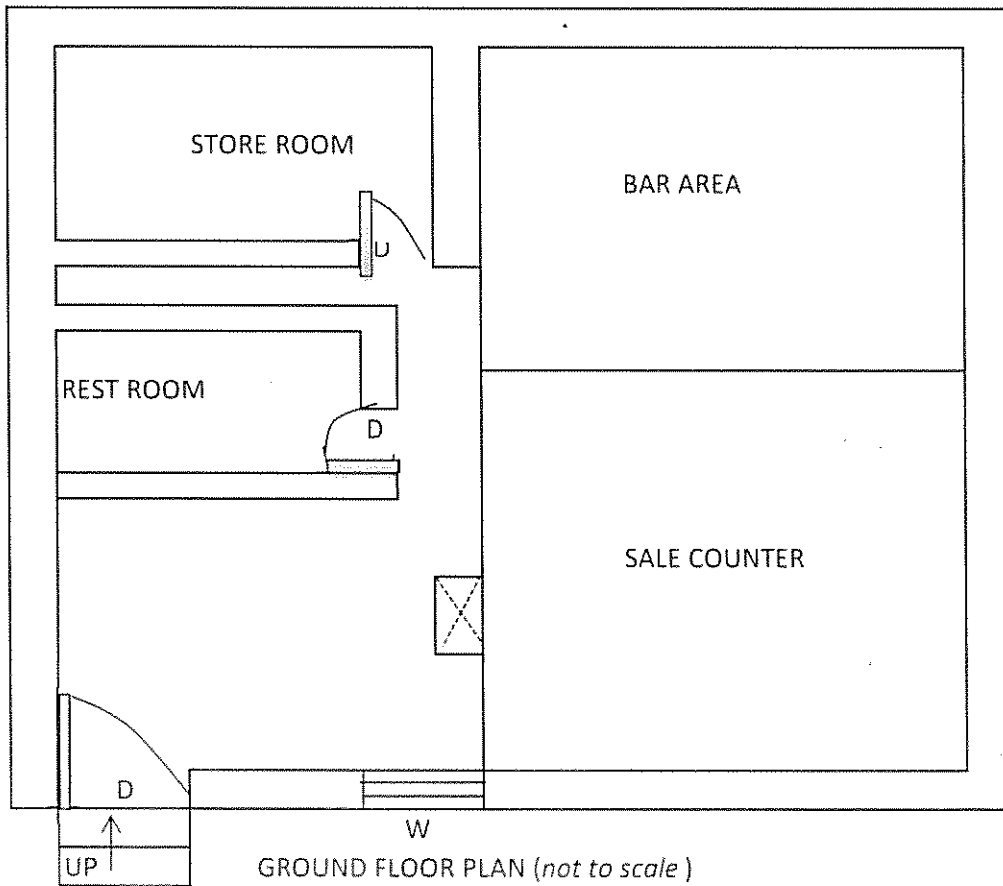 STORE ROOM
BAR AREA
D
REST ROOM
D
SALE COUNTER
D
W
UP
GROUND FLOOR PLAN (not to scale )